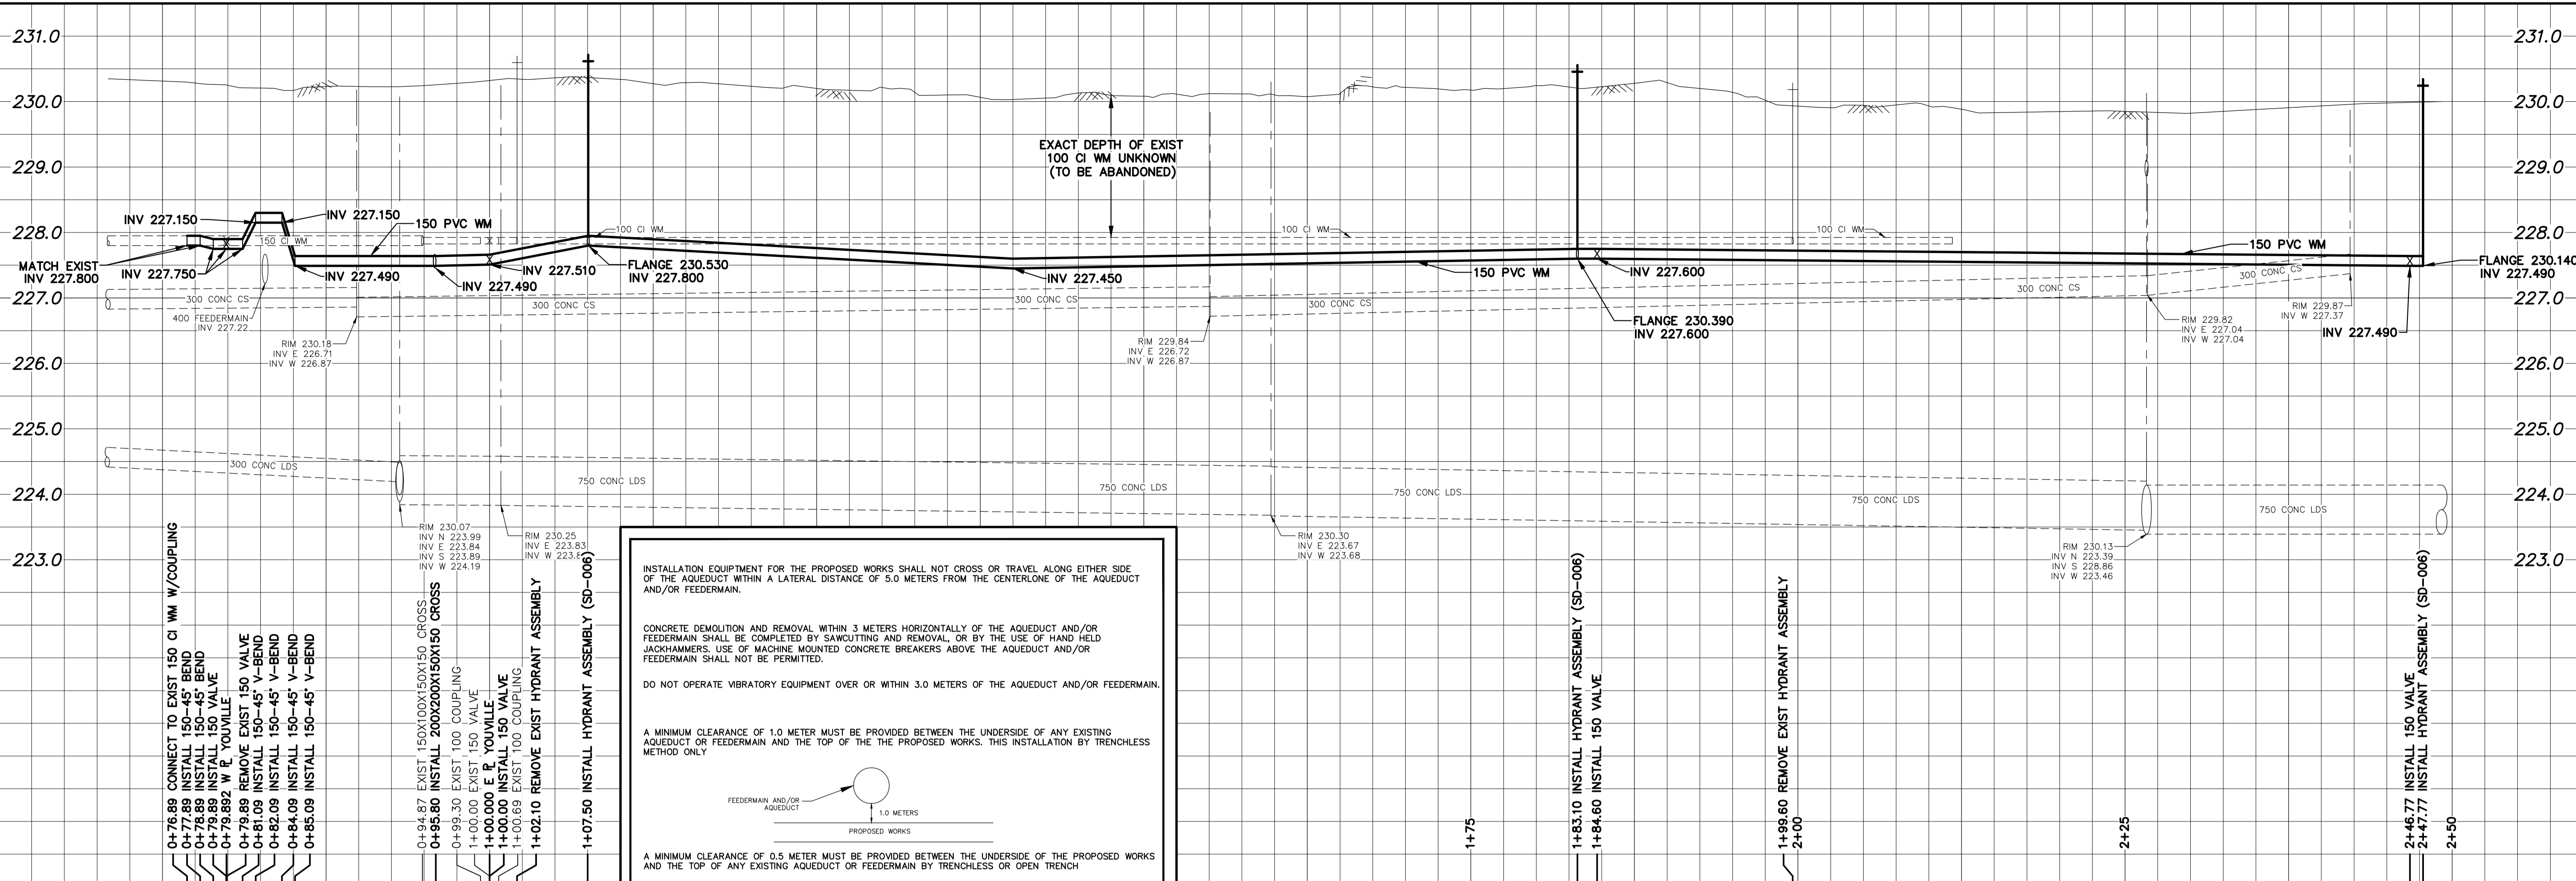 231.0
231.0
230.0
230.0
229.0
229.0
228.0
228.0
227.0
227.0
226.0
226.0
225.0
225.0
224.0
224.0
223.0
223.0
EXACT DEPTH OF EXIST
100 CI WM UNKNOWN
(TO BE ABANDONED)
INV 227.150
INV 227.150
150 PVC WM
150 CI WM
MATCH EXIST
INV 227.800
INV 227.750
INV 227.490
INV 227.490
INV 227.510
100 CI WM
FLANGE 230.530
INV 227.800
INV 227.450
100 CI WM
150 PVC WM
INV 227.600
FLANGE 230.390
INV 227.600
100 CI WM
150 PVC WM
FLANGE 230.140
INV 227.490
INV 227.490
300 CONC CS
400 FEEDERMAIN
INV 227.22
300 CONC CS
300 CONC CS
300 CONC CS
300 CONC CS
300 CONC CS
RIM 230.18
INV E 226.71
INV W 226.87
RIM 229.84
INV E 226.72
INV W 226.87
RIM 229.82
INV E 227.04
INV W 227.04
RIM 229.87
INV W 227.37
300 CONC LDS
750 CONC LDS
750 CONC LDS
750 CONC LDS
750 CONC LDS
750 CONC LDS
RIM 230.07
INV N 223.99
INV E 223.84
INV S 223.89
INV W 224.19
RIM 230.25
INV E 223.83
INV W 223.8
RIM 230.30
INV E 223.67
INV W 223.68
RIM 230.13
INV N 223.39
INV S 228.86
INV W 223.46
0+76.89 CONNECT TO EXIST 150 CI WM W/COUPLING
0+77.89 INSTALL 150-45° BEND
0+78.89 INSTALL 150-45° BEND
0+79.89 INSTALL 150 VALVE
0+79.892 W PL YOUVILLE
0+79.89 REMOVE EXIST 150 VALVE
0+81.09 INSTALL 150-45° V-BEND
0+82.09 INSTALL 150-45° V-BEND
0+84.09 INSTALL 150-45° V-BEND
0+85.09 INSTALL 150-45° V-BEND
0+94.87 EXIST 150X100X150X150 CROSS
0+95.80 INSTALL 200X200X150X150 CROSS
0+99.30 EXIST 100 COUPLING
1+00.00 EXIST 150 VALVE
1+00.000 E PL YOUVILLE
1+00.00 INSTALL 150 VALVE
1+00.69 EXIST 100 COUPLING
1+02.10 REMOVE EXIST HYDRANT ASSEMBLY
1+07.50 INSTALL HYDRANT ASSEMBLY (SD-006)
INSTALLATION EQUIPTMENT FOR THE PROPOSED WORKS SHALL NOT CROSS OR TRAVEL ALONG EITHER SIDE
OF THE AQUEDUCT WITHIN A LATERAL DISTANCE OF 5.0 METERS FROM THE CENTERLONE OF THE AQUEDUCT
AND/OR FEEDERMAIN.
CONCRETE DEMOLITION AND REMOVAL WITHIN 3 METERS HORIZONTALLY OF THE AQUEDUCT AND/OR
FEEDERMAIN SHALL BE COMPLETED BY SAWCUTTING AND REMOVAL, OR BY THE USE OF HAND HELD
JACKHAMMERS. USE OF MACHINE MOUNTED CONCRETE BREAKERS ABOVE THE AQUEDUCT AND/OR
FEEDERMAIN SHALL NOT BE PERMITTED.
DO NOT OPERATE VIBRATORY EQUIPMENT OVER OR WITHIN 3.0 METERS OF THE AQUEDUCT AND/OR FEEDERMAIN.
A MINIMUM CLEARANCE OF 1.0 METER MUST BE PROVIDED BETWEEN THE UNDERSIDE OF ANY EXISTING
AQUEDUCT OR FEEDERMAIN AND THE TOP OF THE THE PROPOSED WORKS. THIS INSTALLATION BY TRENCHLESS
METHOD ONLY
FEEDERMAIN AND/OR
AQUEDUCT
1.0 METERS
PROPOSED WORKS
A MINIMUM CLEARANCE OF 0.5 METER MUST BE PROVIDED BETWEEN THE UNDERSIDE OF THE PROPOSED WORKS
AND THE TOP OF ANY EXISTING AQUEDUCT OR FEEDERMAIN BY TRENCHLESS OR OPEN TRENCH
1+75
1+83.10 INSTALL HYDRANT ASSEMBLY (SD-006)
1+84.60 INSTALL 150 VALVE
1+99.60 REMOVE EXIST HYDRANT ASSEMBLY
2+00
2+25
2+46.77 INSTALL 150 VALVE
2+47.77 INSTALL HYDRANT ASSEMBLY (SD-006)
2+50